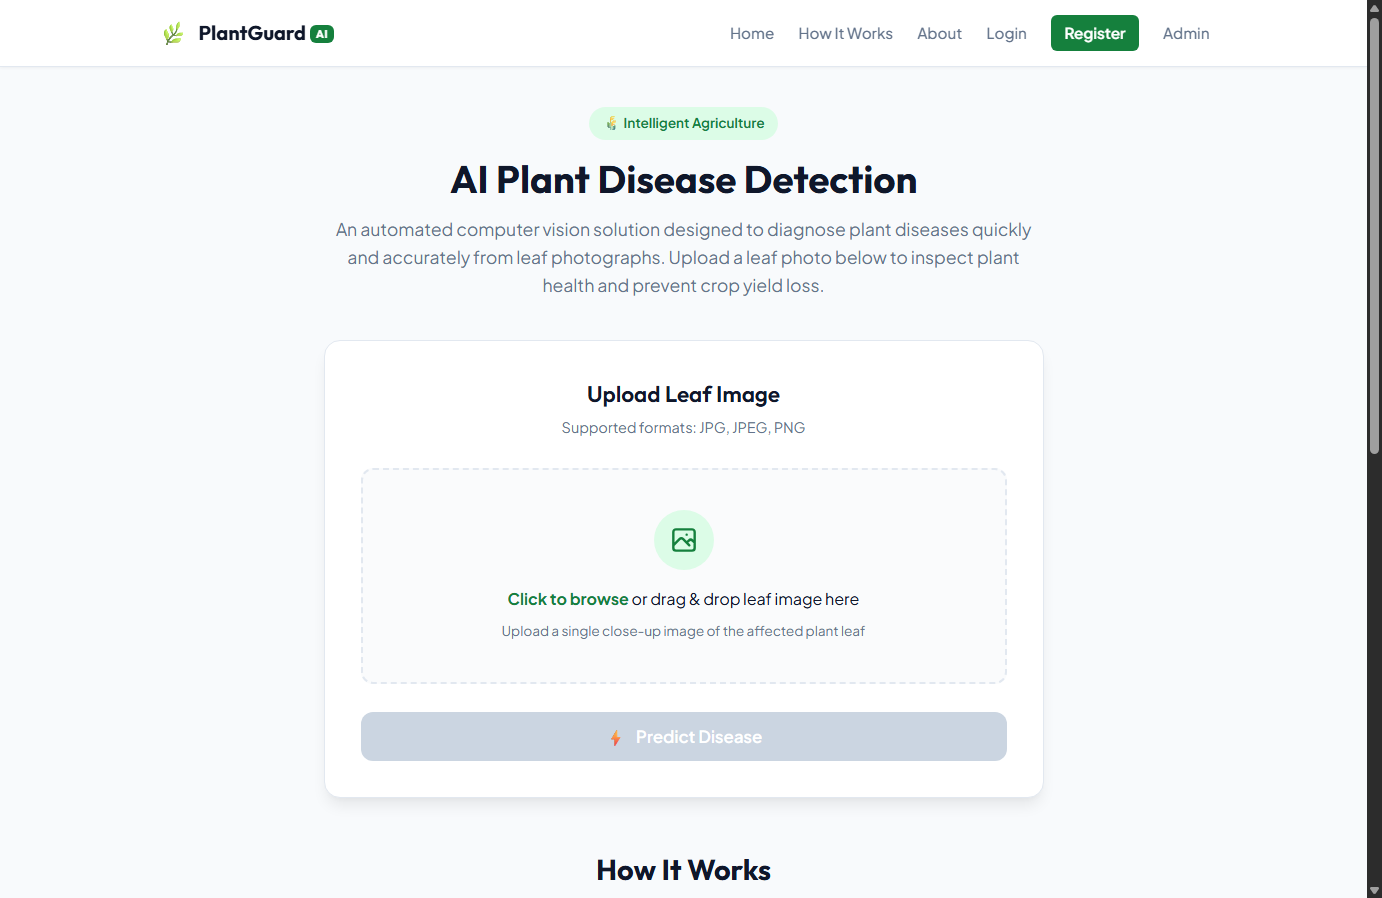 PlantGuard AI
Home How It Works About Login Register Admin
Intelligent Agriculture
AI Plant Disease Detection
An automated computer vision solution designed to diagnose plant diseases quickly
and accurately from leaf photographs. Upload a leaf photo below to inspect plant
health and prevent crop yield loss.
Upload Leaf Image
Supported formats: JPG, JPEG, PNG
Click to browse or drag & drop leaf image here
Upload a single close-up image of the affected plant leaf
Predict Disease
How It Works